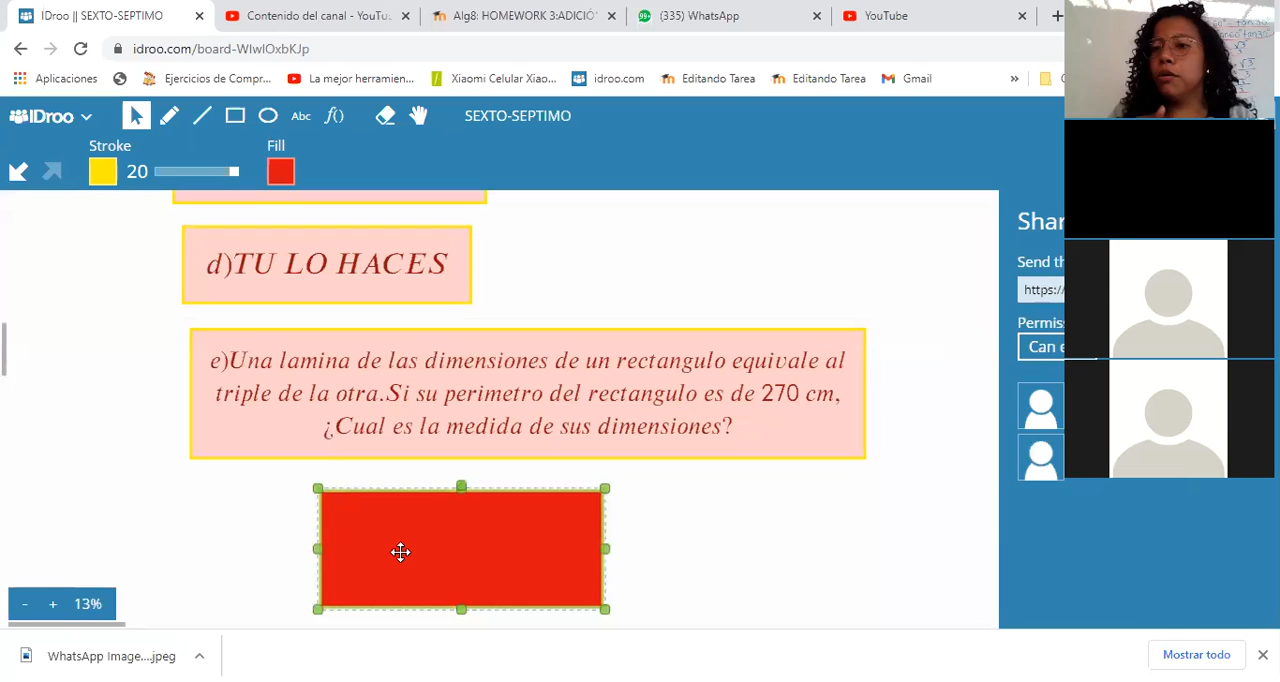 IDroo || SEXTO-SEPTIMO
Contenido del canal - YouTu
Alg8: HOMEWORK 3:ADICIÓ
99+
(335) WhatsApp
YouTube
idroo.com/board-WIwIOxbKJp
Aplicaciones
Ejercicios de Compr...
La mejor herramien...
Xiaomi Celular Xiao...
idroo.com
Editando Tarea
Editando Tarea
Gmail
»
IDroo
Abc
f()
SEXTO-SEPTIMO
Stroke
20
Fill
d)TU LO HACES
e)Una lamina de las dimensiones de un rectangulo equivale al
triple de la otra.Si su perimetro del rectangulo es de 270 cm,
¿Cual es la medida de sus dimensiones?
- + 13%
Shar
Send th
https:/
Permis
Can e
WhatsApp Image....jpeg
Mostrar todo